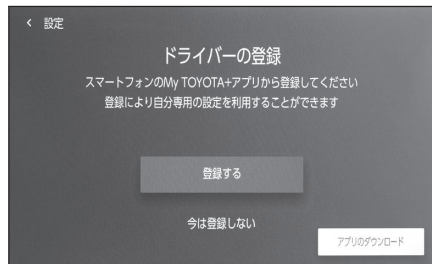 < 設定
ドライバーの登録
スマートフォンのMy TOYOTA+アプリから登録してください
登録により自分専用の設定を利用することができます
登録する
今は登録しない
アプリのダウンロード